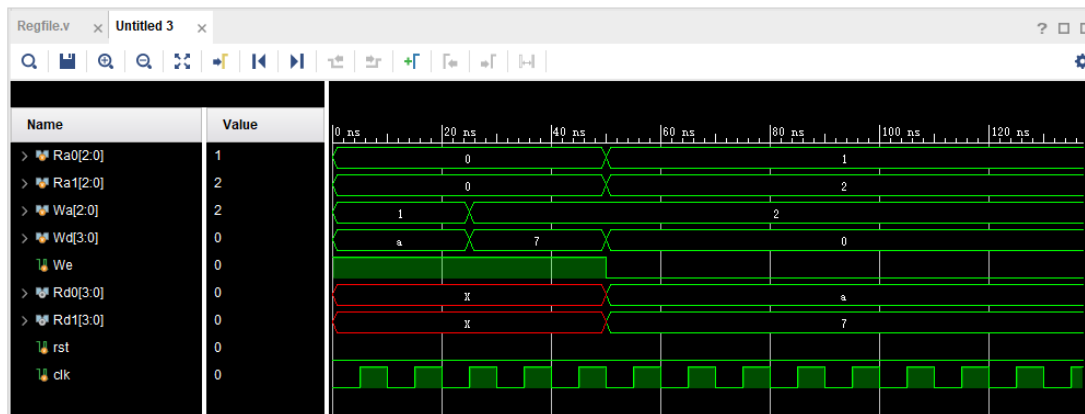 Regfile.v × Untitled 3 ×
Name Value
0 ns 20 ns 40 ns 60 ns 80 ns 100 ns 120 ns
> Ra0[2:0] 1 0 1
> Ra1[2:0] 2 0 2
> Wa[2:0] 2 1 2
> Wd[3:0] 0 a 7 0
We 0
> Rd0[3:0] 0 X a
> Rd1[3:0] 0 X 7
rst 0
clk 0